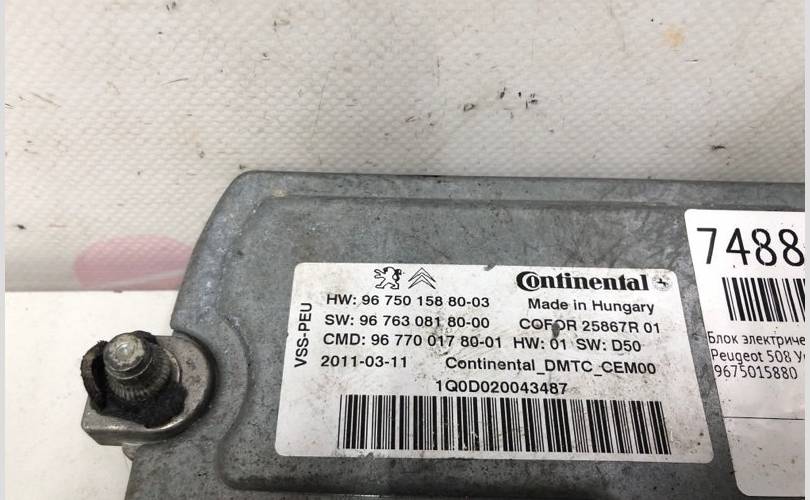 Continental
HW: 96 750 158 80-03 Made in Hungary
SW: 96 763 081 80-00 COFOR 25867R 01
CMD: 96 770 017 80-01 HW: 01 SW: D50
2011-03-11 Continental_DMTC_CEM00
1Q0D020043487
VSS-PEU
7488
Блок электриче
Peugeot 508 У
9675015880